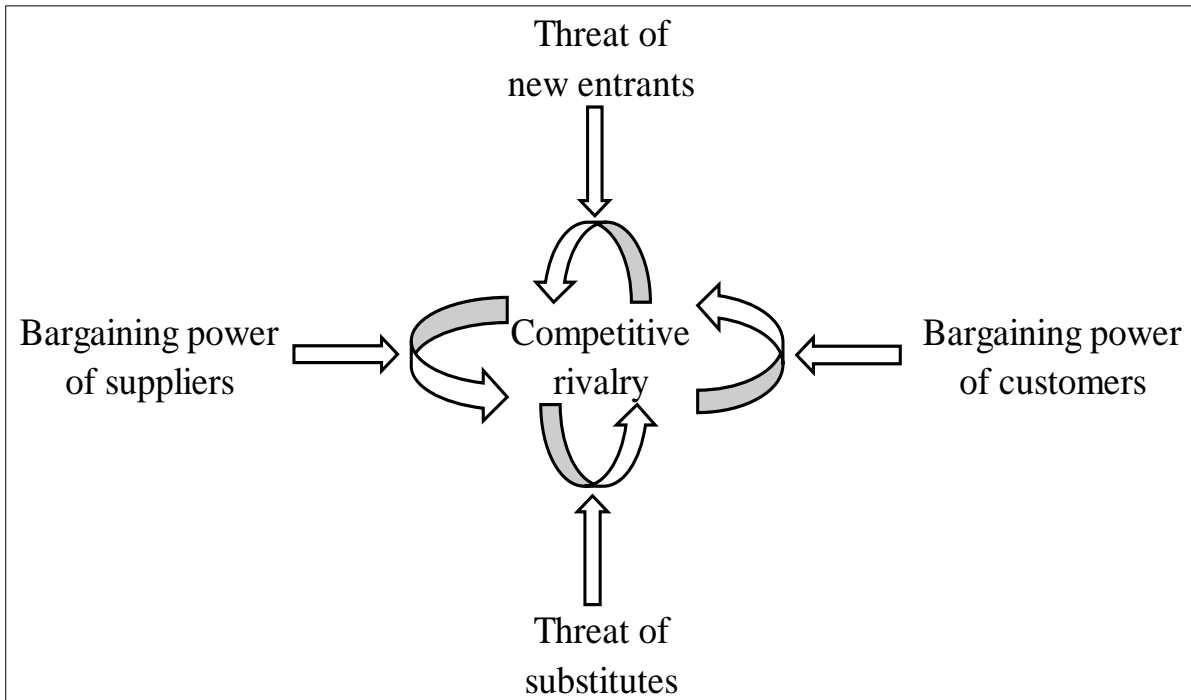 Threat of
new entrants
Bargaining power
of suppliers
Competitive
rivalry
Bargaining power
of customers
Threat of
substitutes